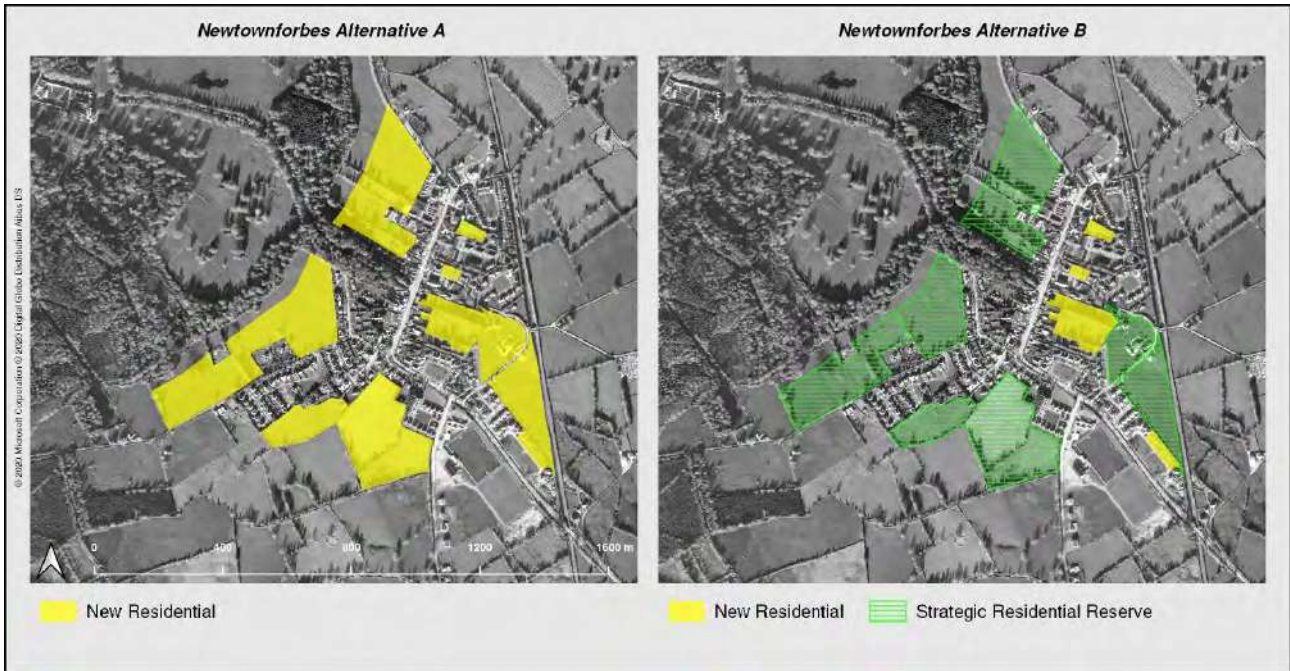 Newtownforbes Alternative A
Newtownforbes Alternative B
© 2020 Microsoft Corporation © 2020 Digital Globe Distribution Airbus DS
0 400 800 1200 1600 m
New Residential
New Residential
Strategic Residential Reserve